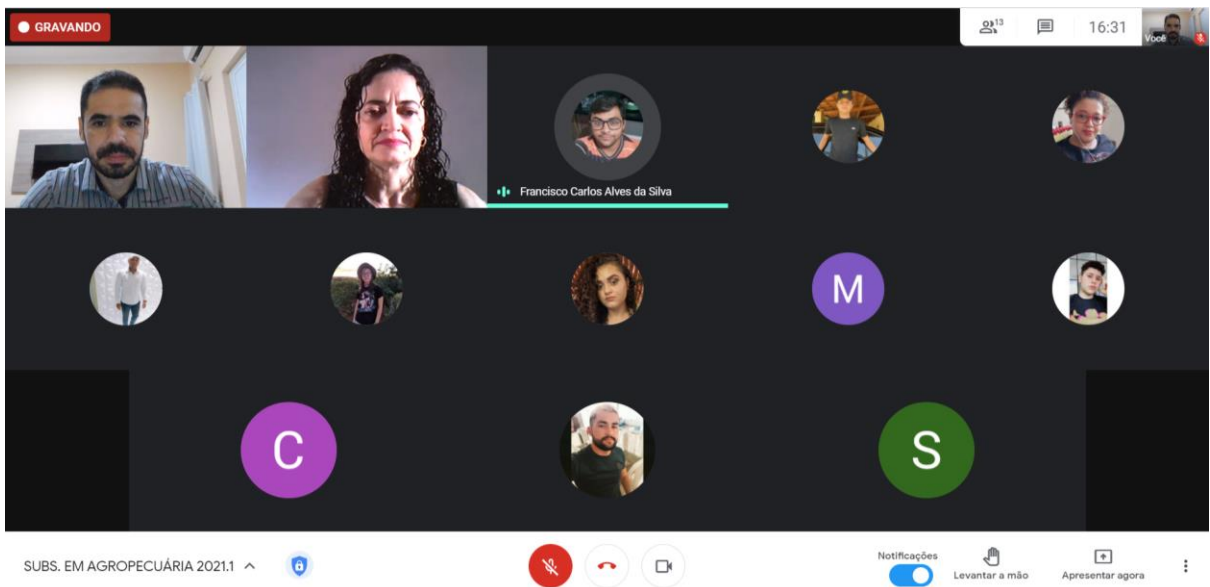 GRAVANDO
13
16:31
Você
Francisco Carlos Alves da Silva
M
C
S
SUBS. EM AGROPECUÁRIA 2021.1
Notificações
Levantar a mão
Apresentar agora